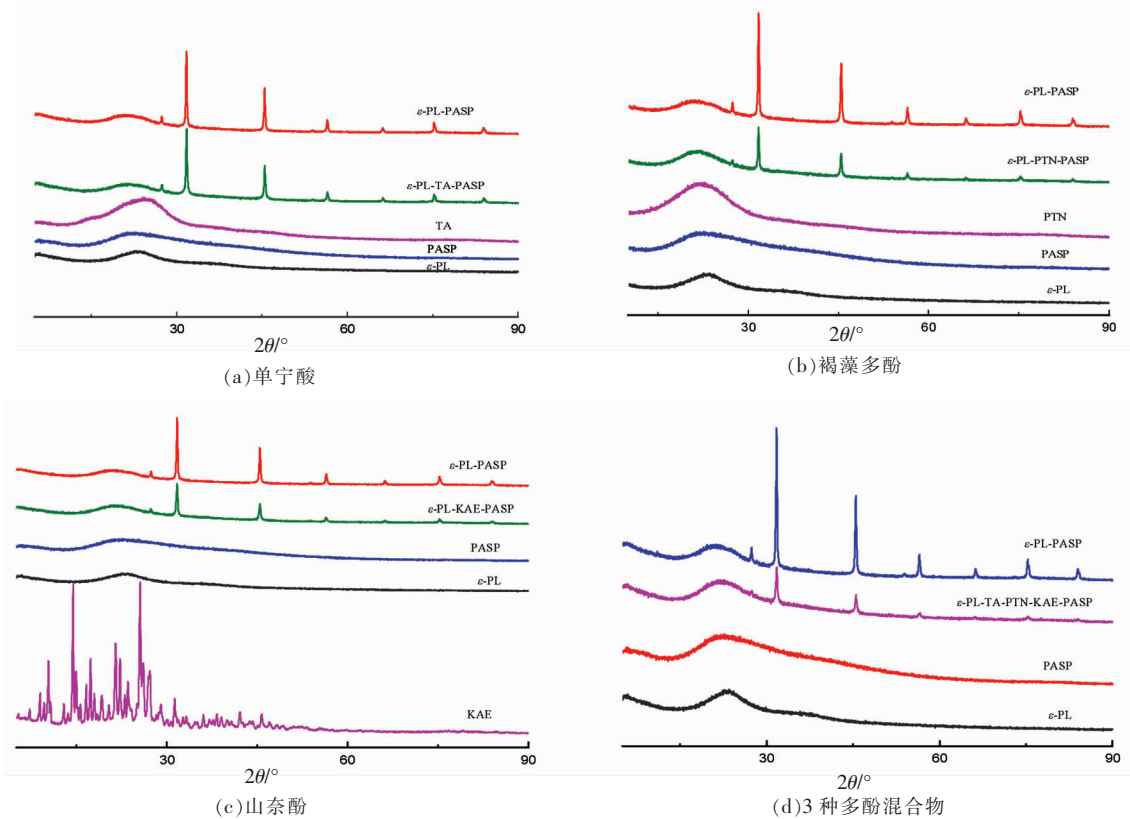 ε-PL-PASP
ε-PL-TA-PASP
TA
PASP
ε-PL
30 60 90
2θ/°
(a)单宁酸
ε-PL-PASP
ε-PL-PTN-PASP
PTN
PASP
ε-PL
30 60 90
2θ/°
(b)褐藻多酚
ε-PL-PASP
ε-PL-KAE-PASP
PASP
ε-PL
KAE
30 60 90
2θ/°
(c)山奈酚
ε-PL-PASP
ε-PL-TA-PTN-KAE-PASP
PASP
ε-PL
30 60 90
2θ/°
(d)3种多酚混合物